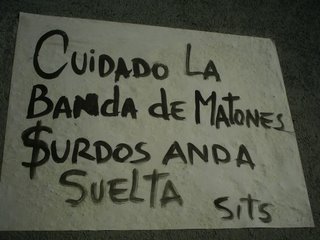 CUIDADO LA
BANDA de MATONES
$URDOS ANDA
SUELTA SITS